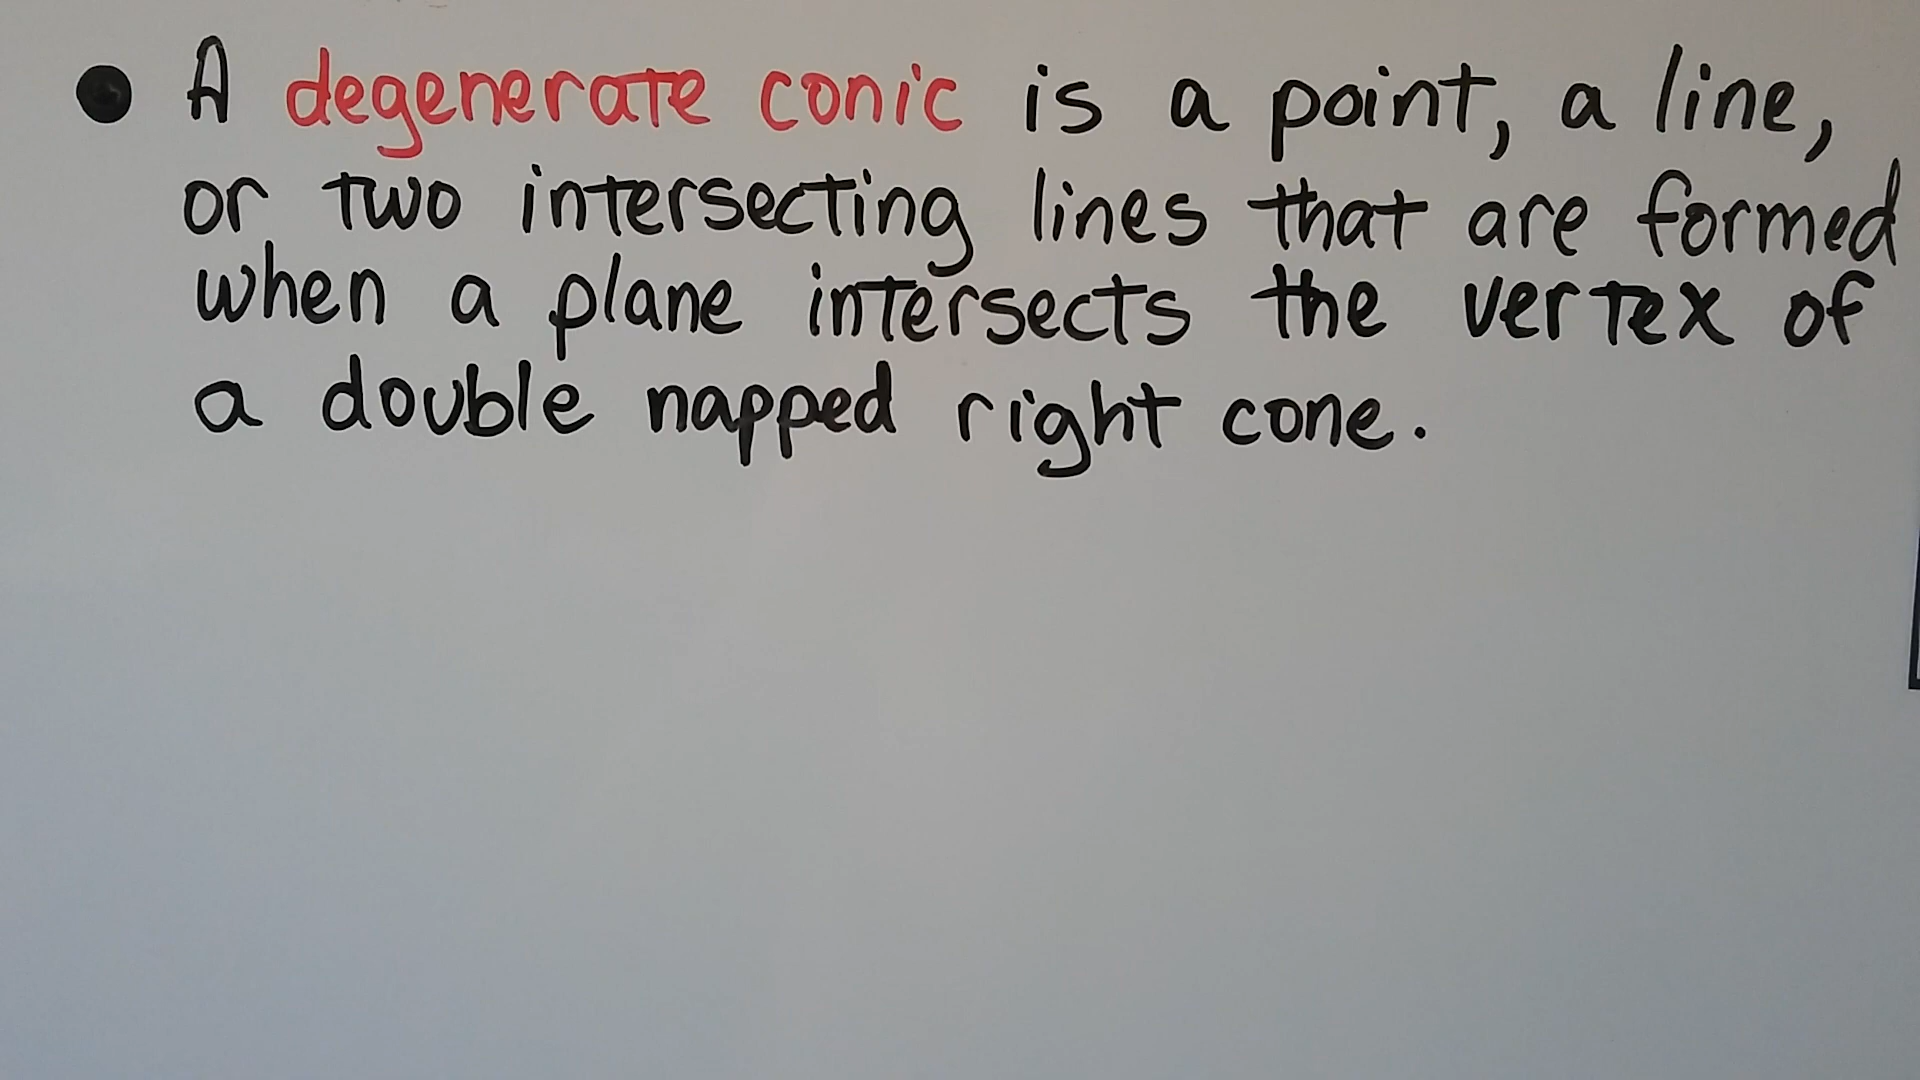 • A degenerate conic is a point, a line,
or two intersecting lines that are formed
when a plane intersects the vertex of
a double napped right cone.